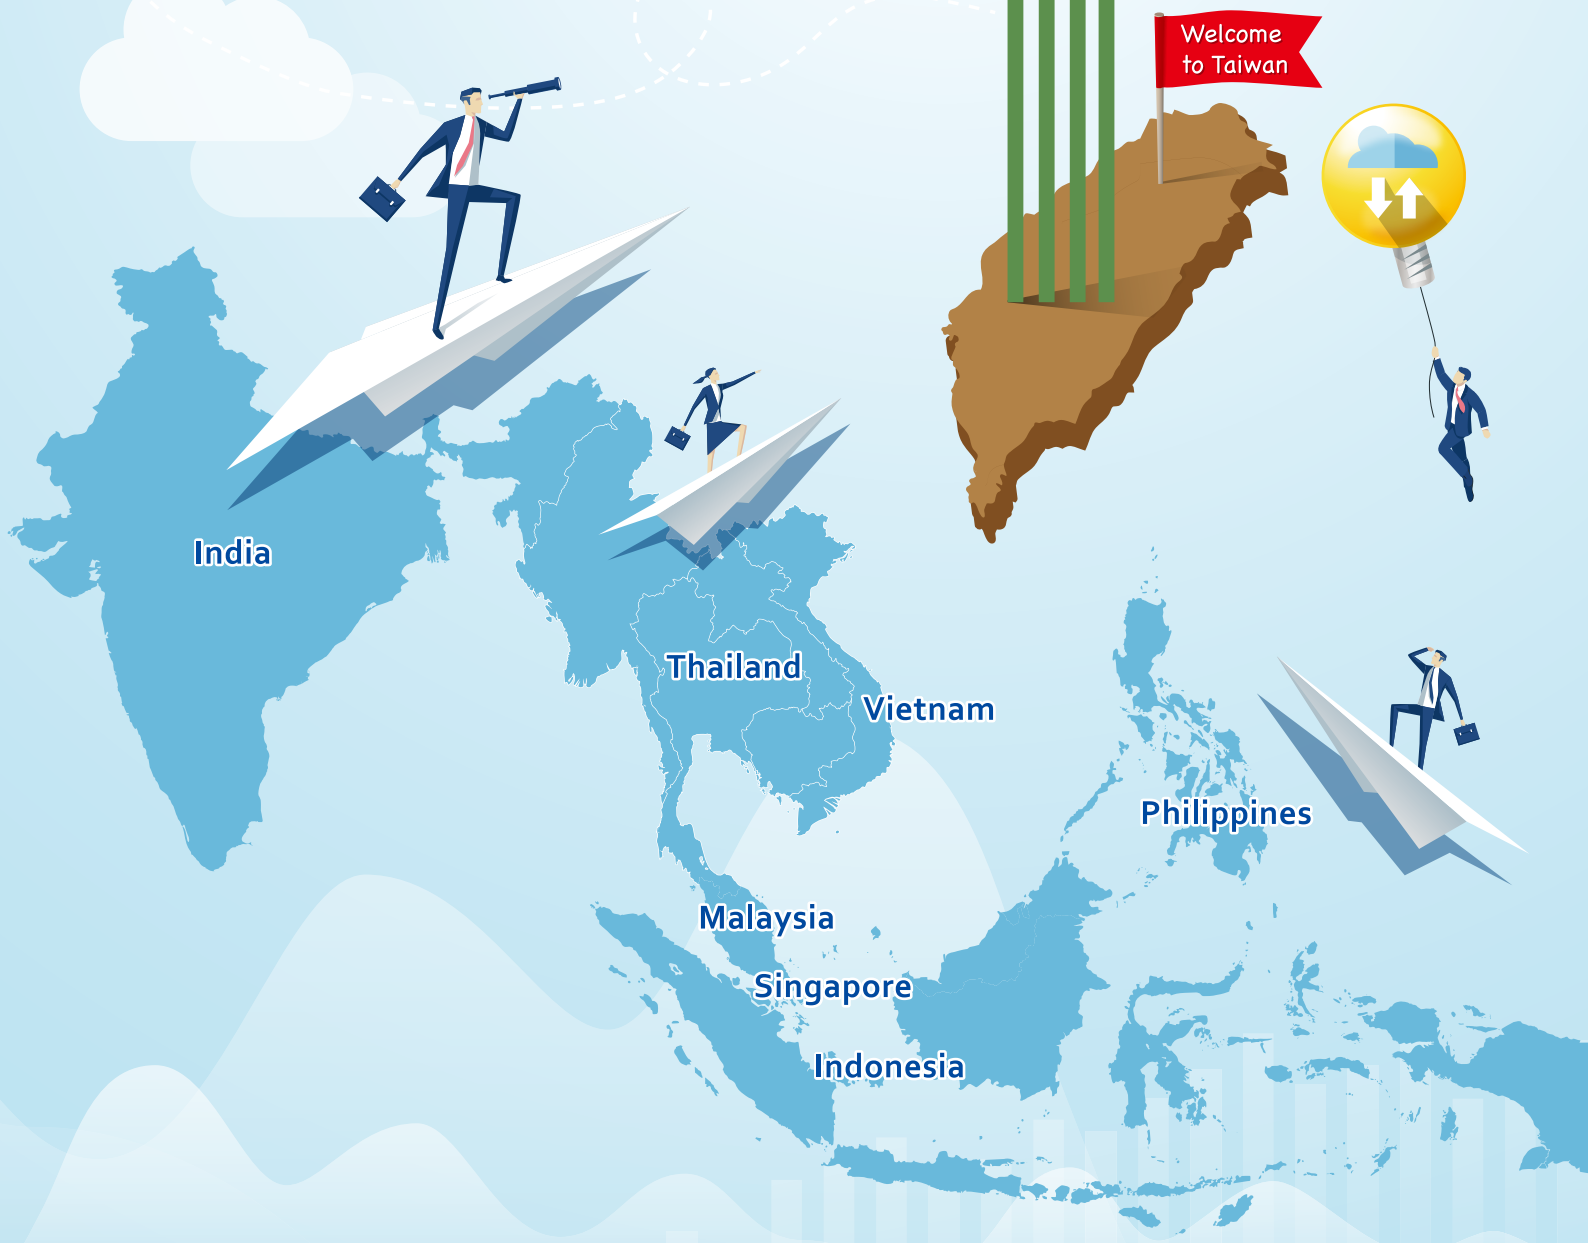 Welcome
to Taiwan
India
Thailand
Vietnam
Philippines
Malaysia
Singapore
Indonesia